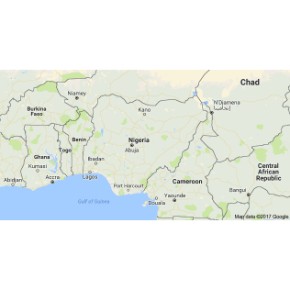 Chad
Niamey
N'Djamena
Burkina
Faso
Kano
Benin
Nigeria
Abuja
Ghana
Togo
Ibadan
Kumasi
Central
African
Republic
Abidjan
Accra
Lagos
Port Harcourt
Cameroon
Bangui
Gulf of Guinea
Douala
Yaounde
Map data ©2017 Google